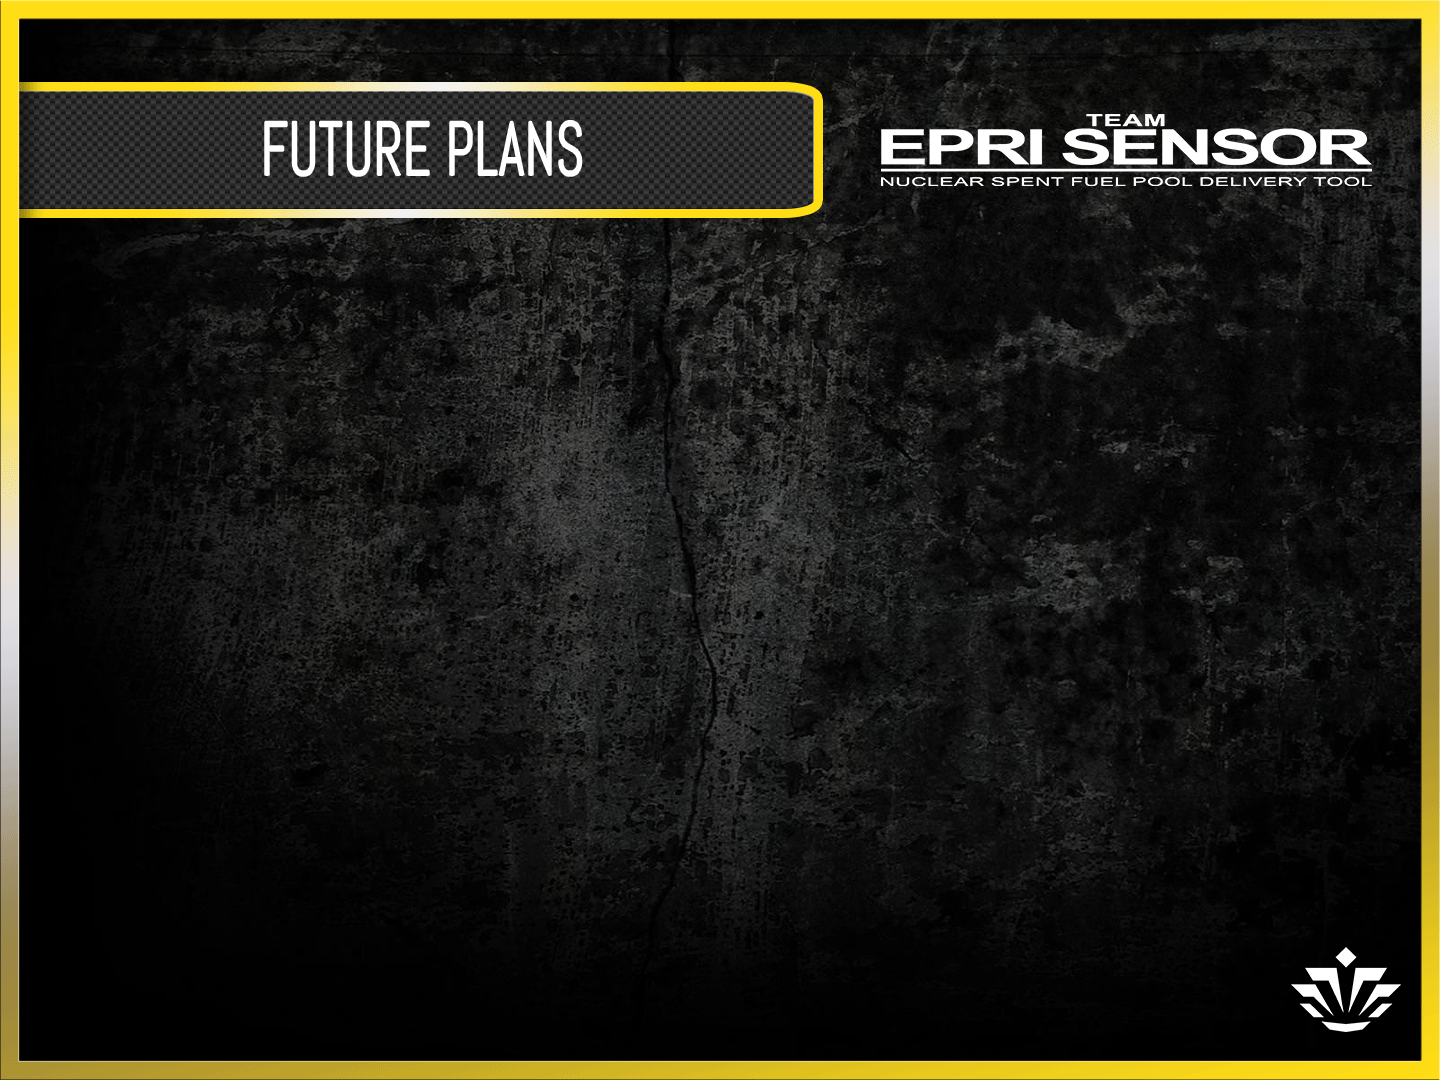 FUTURE PLANS
TEAM
EPRI SENSOR
NUCLEAR SPENT FUEL POOL DELIVERY TOOL